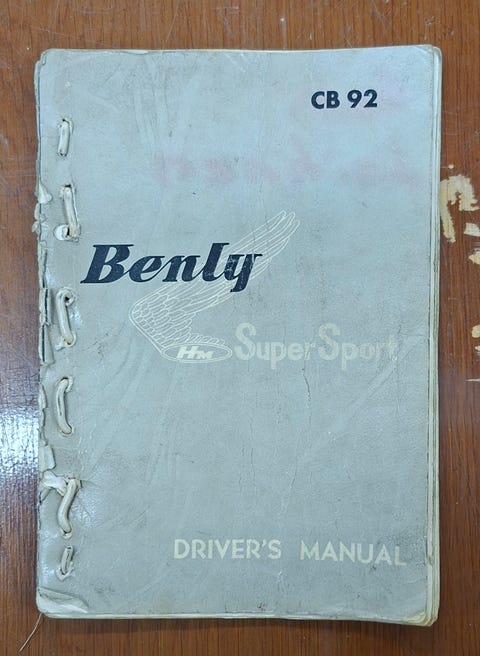 CB 92
Benly
HM Super Sport
DRIVER'S MANUAL